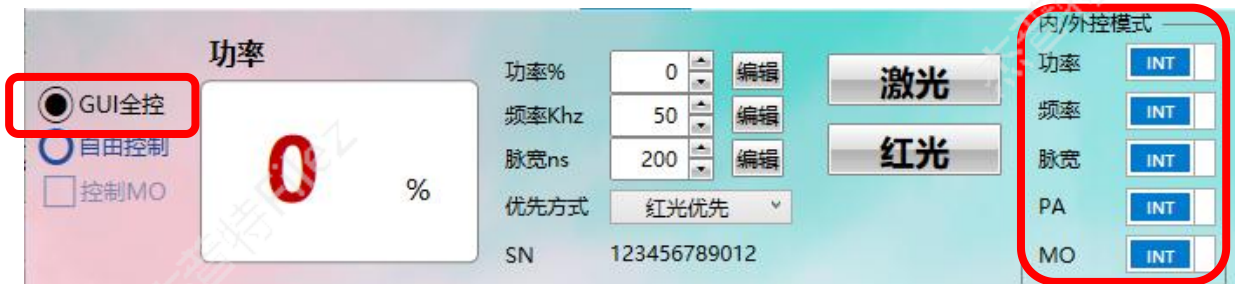 内/外控模式
功率
功率% 0 编辑 激光 功率 INT
GUI全控
频率Khz 50 编辑 频率 INT
自由控制
0 %
脉宽ns 200 编辑 红光 脉宽 INT
控制MO
优先方式 红光优先 PA INT
SN 123456789012 MO INT